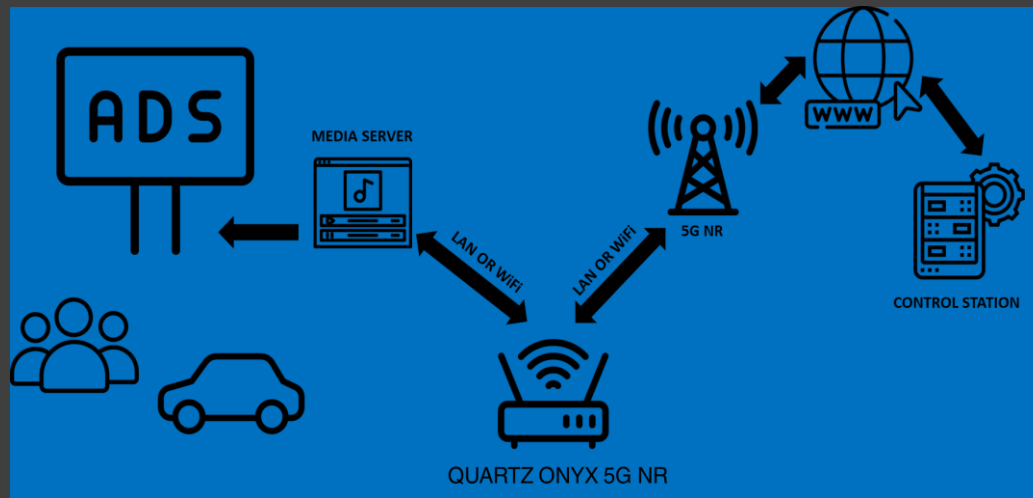 ADS
MEDIA SERVER
WWW
5G NR
LAN OR WiFi
LAN OR WiFi
CONTROL STATION
QUARTZ ONYX 5G NR